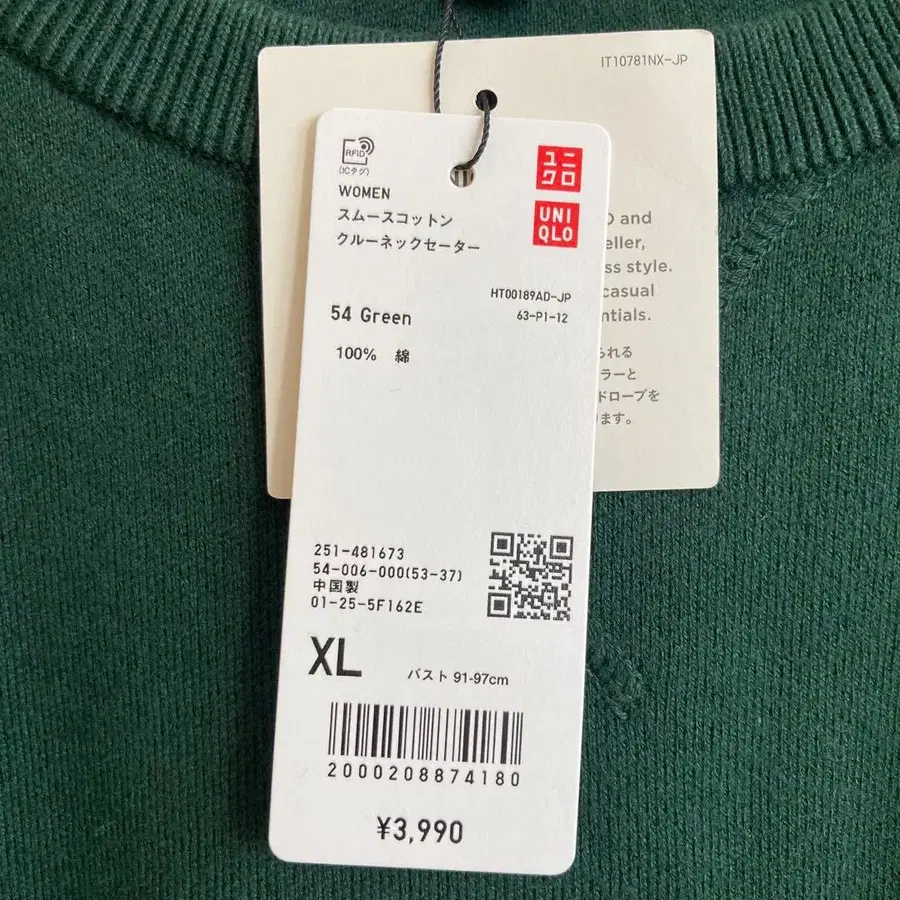 IT10781NX-JP
RFID
(ICタグ)
ユニ
クロ
UNI
QLO
WOMEN
スムースコットン
クルーネックセーター
HT00189AD-JP
63-P1-12
54 Green
100% 綿
and
style.
casual
られる
ラーと
ドローブを
ます。
251-481673
54-006-000(53-37)
中国製
01-25-5F162E
XL
バスト 91-97cm
2000208874180
¥3,990